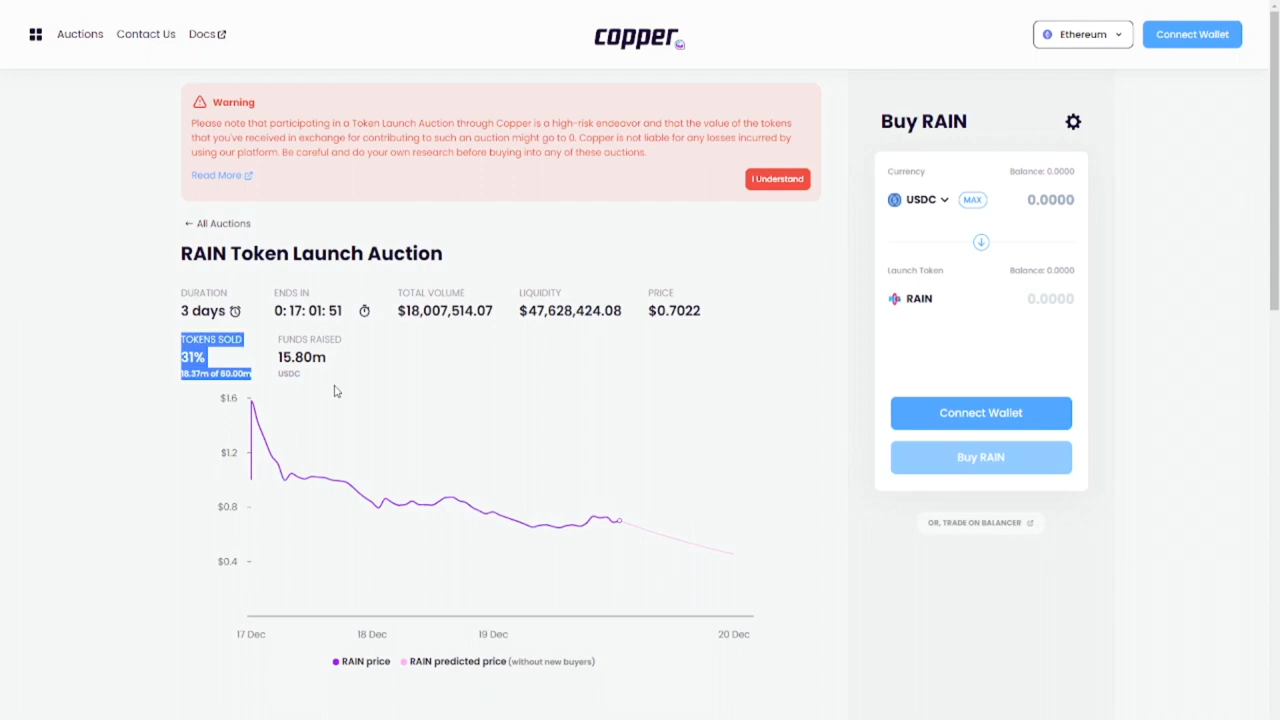 Auctions
Contact Us
Docs
copper
Ethereum
Connect Wallet
Warning
Please note that participating in a Token Launch Auction through Copper is a high-risk endeavor and that the value of the tokens
that you've received in exchange for contributing to such an auction might go to 0. Copper is not liable for any losses incurred by
using our platform. Be careful and do your own research before buying into any of these auctions.
Read More
I Understand
← All Auctions
RAIN Token Launch Auction
DURATION
3 days
ENDS IN
0: 17: 01: 51
TOTAL VOLUME
$18,007,514.07
LIQUIDITY
$47,628,424.08
PRICE
$0.7022
TOKENS SOLD
31%
18.37m of 60.00m
FUNDS RAISED
15.80m
USDC
$1.6
$1.2
$0.8
$0.4
17 Dec
18 Dec
19 Dec
20 Dec
RAIN price
RAIN predicted price (without new buyers)
Buy RAIN
Currency
Balance: 0.0000
USDC
MAX
0.0000
Launch Token
Balance: 0.0000
RAIN
0.0000
Connect Wallet
Buy RAIN
OR, TRADE ON BALANCER